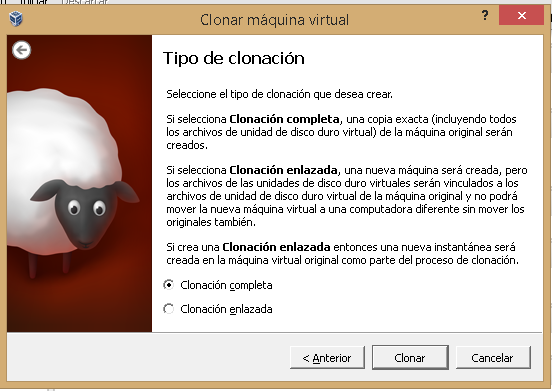 Iniciar Descartar
Clonar máquina virtual
?
Tipo de clonación
Seleccione el tipo de clonación que desea crear.
Si selecciona Clonación completa, una copia exacta (incluyendo todos
los archivos de unidad de disco duro virtual) de la máquina original serán
creados.
Si selecciona Clonación enlazada, una nueva máquina será creada, pero
los archivos de las unidades de disco duro virtuales serán vinculados a los
archivos de unidad de disco duro virtual de la máquina original y no podrá
mover la nueva máquina virtual a una computadora diferente sin mover los
originales también.
Si crea una Clonación enlazada entonces una nueva instantánea será
creada en la máquina virtual original como parte del proceso de clonación.
Clonación completa
Clonación enlazada
< Anterior
Clonar
Cancelar